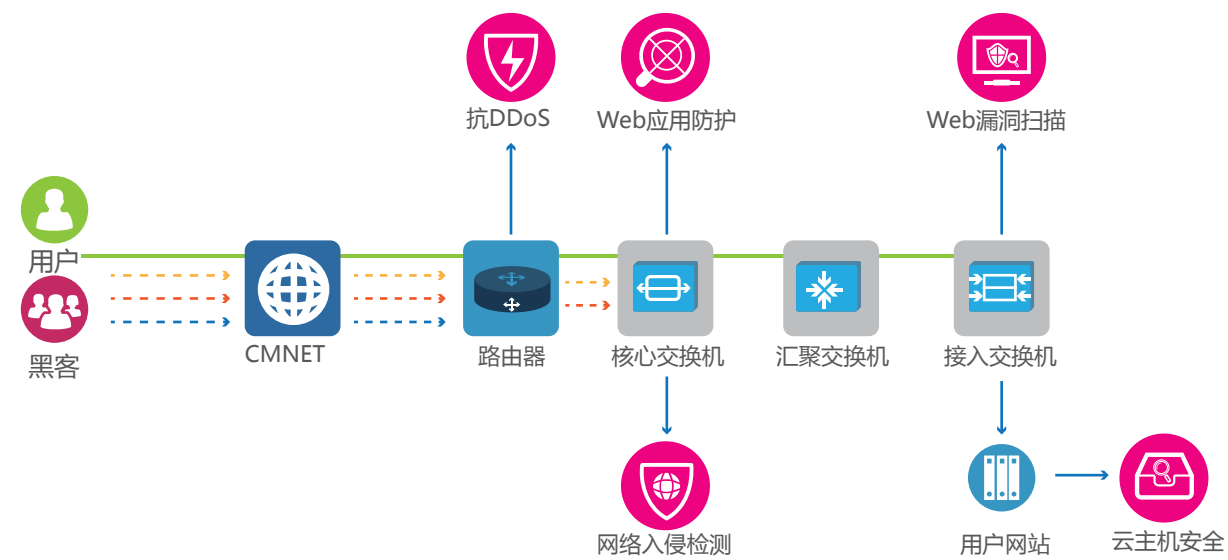 抗DDoS
Web应用防护
Web漏洞扫描
用户
黑客
CMNET
路由器
核心交换机
汇聚交换机
接入交换机
网络入侵检测
用户网站
云主机安全